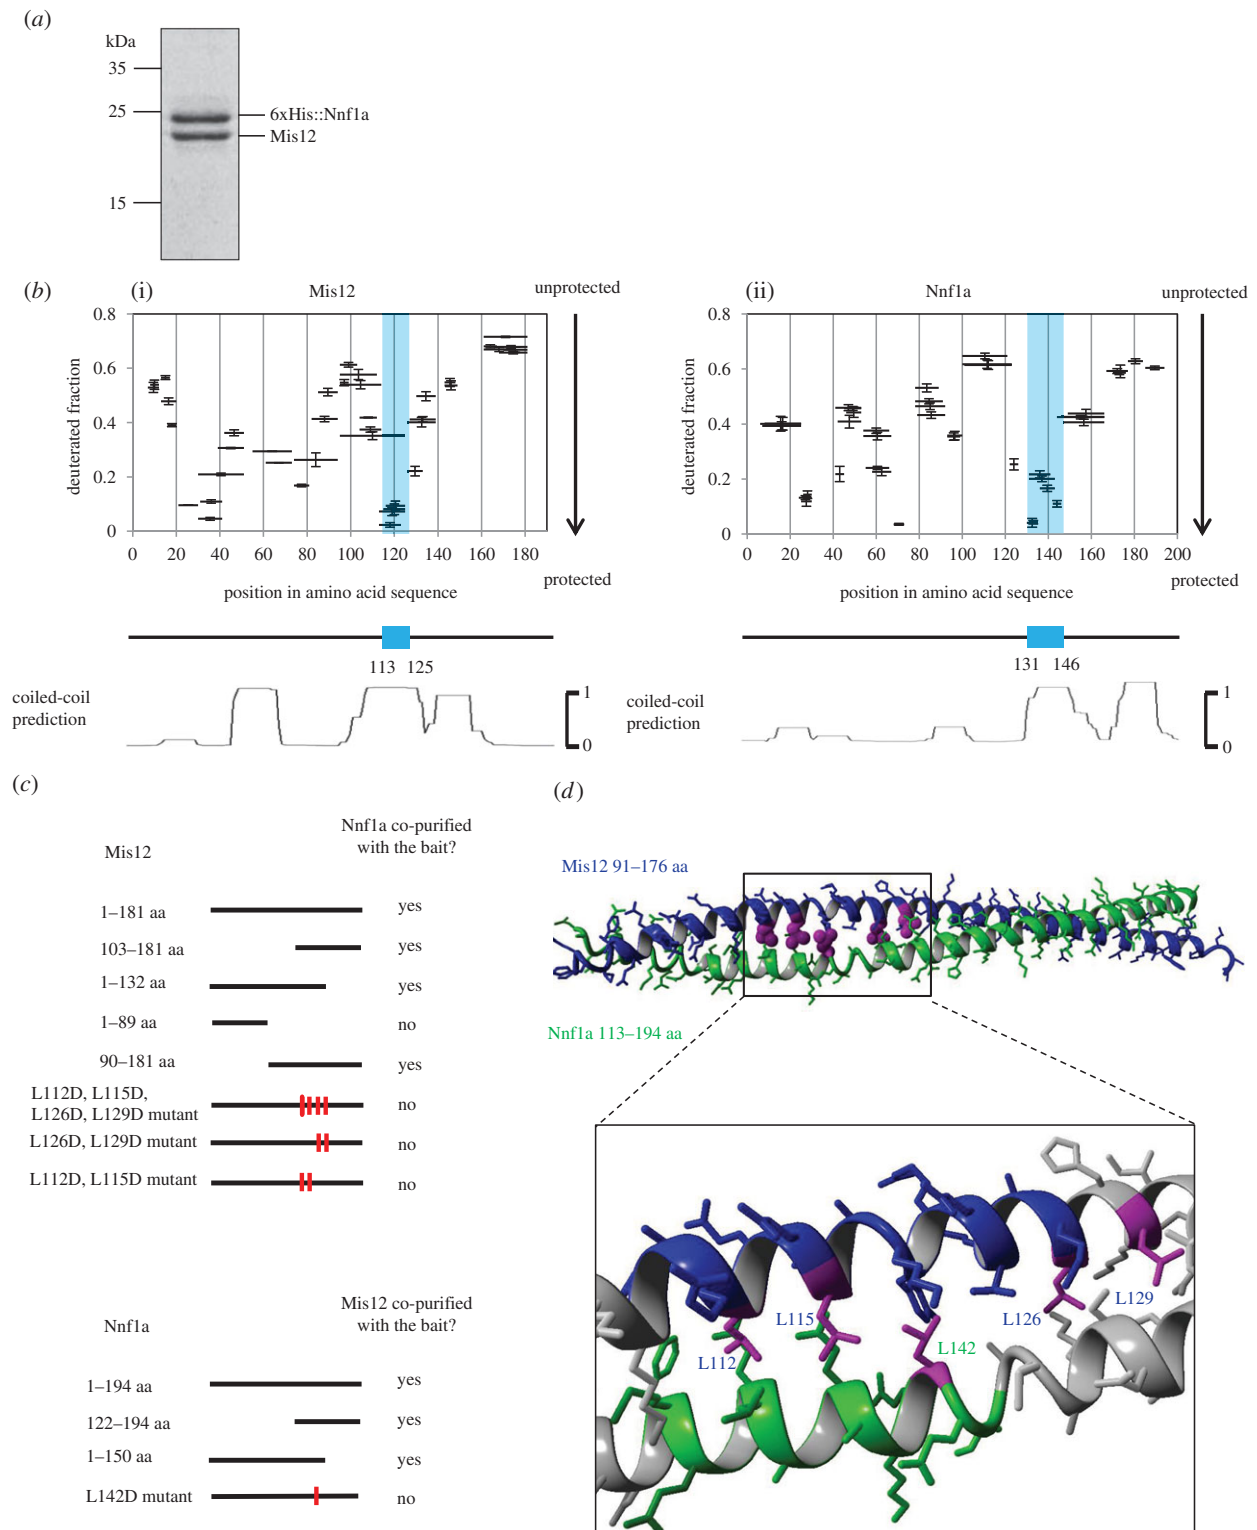 (a)
kDa
35
25
15
6xHis::Nnf1a
Mis12
(b)
(i)
Mis12
unprotected
0.8
0.6
0.4
0.2
0
deuterated fraction
0 20 40 60 80 100 120 140 160 180
position in amino acid sequence
protected
113 125
coiled-coil
prediction
1
0
(ii)
Nnf1a
unprotected
0.8
0.6
0.4
0.2
0
deuterated fraction
0 20 40 60 80 100 120 140 160 180 200
position in amino acid sequence
protected
131 146
coiled-coil
prediction
1
0
(c)
Mis12
Nnf1a co-purified
with the bait?
1–181 aa yes
103–181 aa yes
1–132 aa yes
1–89 aa no
90–181 aa yes
L112D, L115D,
L126D, L129D mutant no
L126D, L129D mutant no
L112D, L115D mutant no
Nnf1a
Mis12 co-purified
with the bait?
1–194 aa yes
122–194 aa yes
1–150 aa yes
L142D mutant no
(d)
Mis12 91–176 aa
Nnf1a 113–194 aa
L112
L115
L142
L126
L129